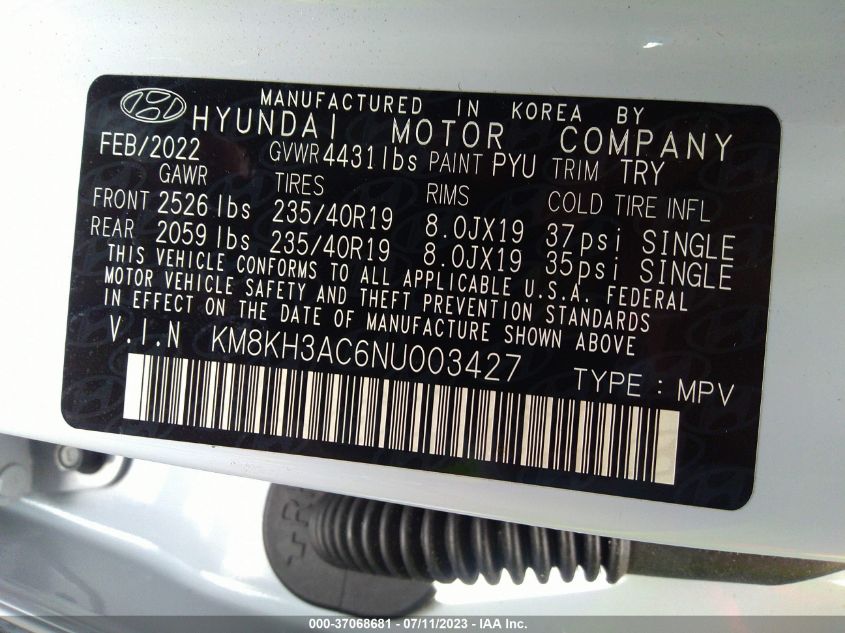 MANUFACTURED IN KOREA BY
HYUNDAI MOTOR COMPANY
FEB/2022 GVWR 4431lbs PAINT PYU TRIM TRY
GAWR TIRES RIMS COLD TIRE INFL
FRONT 2526 lbs 235/40R19 8.0JX19 37psi SINGLE
REAR 2059 lbs 235/40R19 8.0JX19 35psi SINGLE
THIS VEHICLE CONFORMS TO ALL APPLICABLE U.S.A. FEDERAL
MOTOR VEHICLE SAFETY AND THEFT PREVENTION STANDARDS
IN EFFECT ON THE DATE OF MANUFACTURE SHOWN ABOVE
V.I.N KM8KH3AC6NU003427
TYPE : MPV
000-37068681 - 07/11/2023 - IAA Inc.